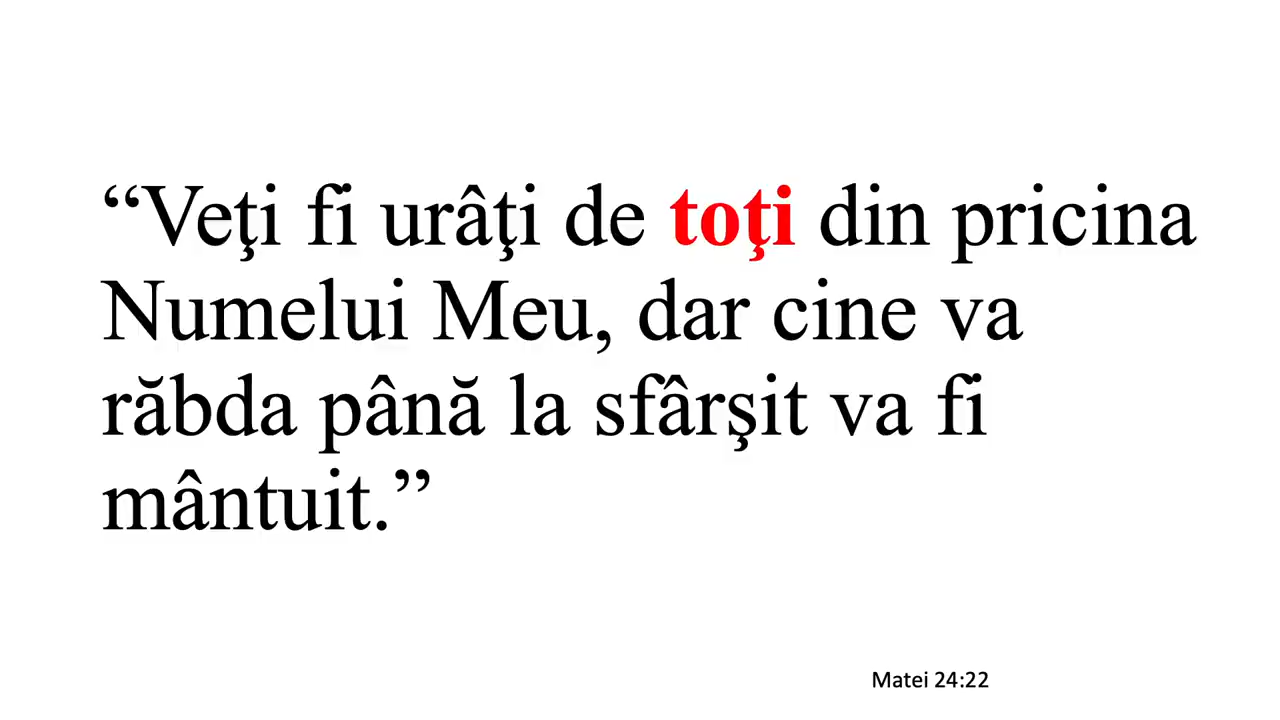 “Veţi fi urâţi de toţi din pricina
Numelui Meu, dar cine va
răbda până la sfârşit va fi
mântuit.”
Matei 24:22